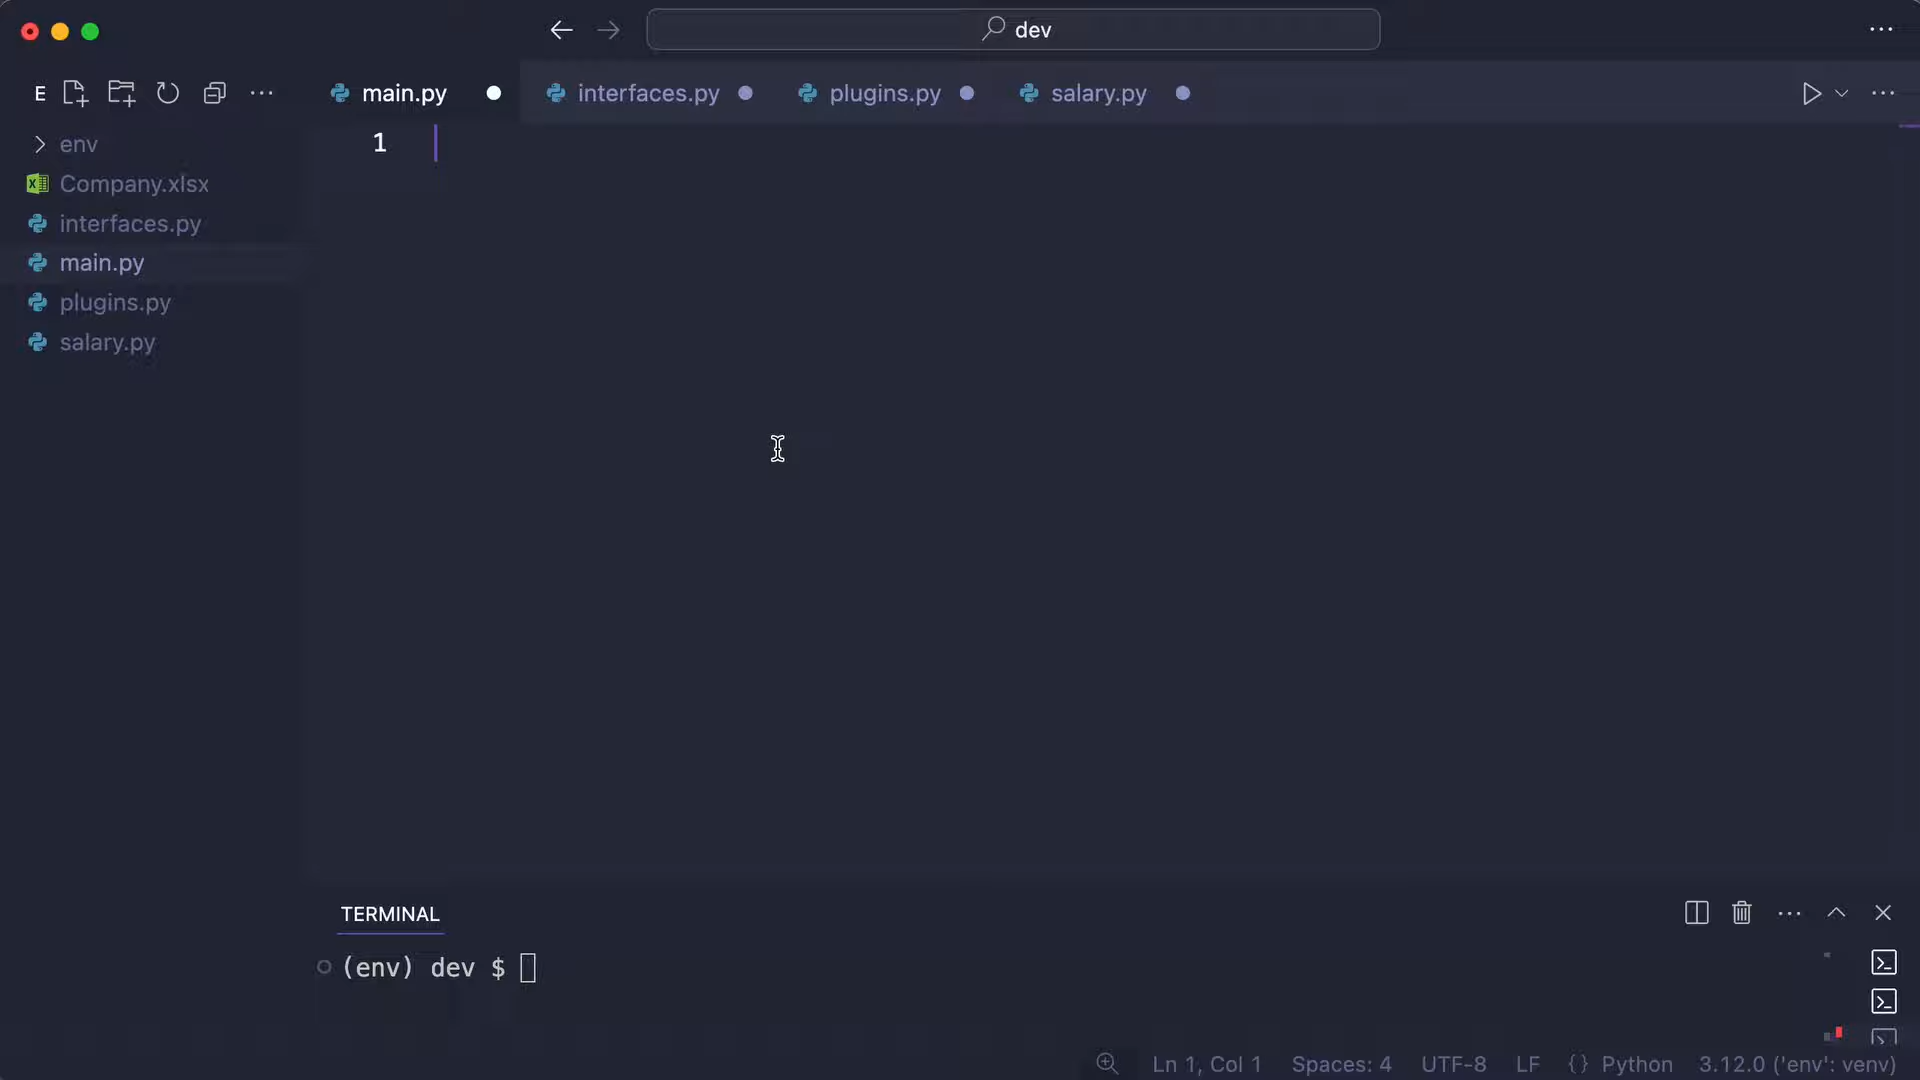 dev
E
main.py
interfaces.py
plugins.py
salary.py
env
Company.xlsx
interfaces.py
main.py
plugins.py
salary.py
1
TERMINAL
(env) dev $
Ln 1, Col 1
Spaces: 4
UTF-8
LF
{} Python
3.12.0 ('env': venv)